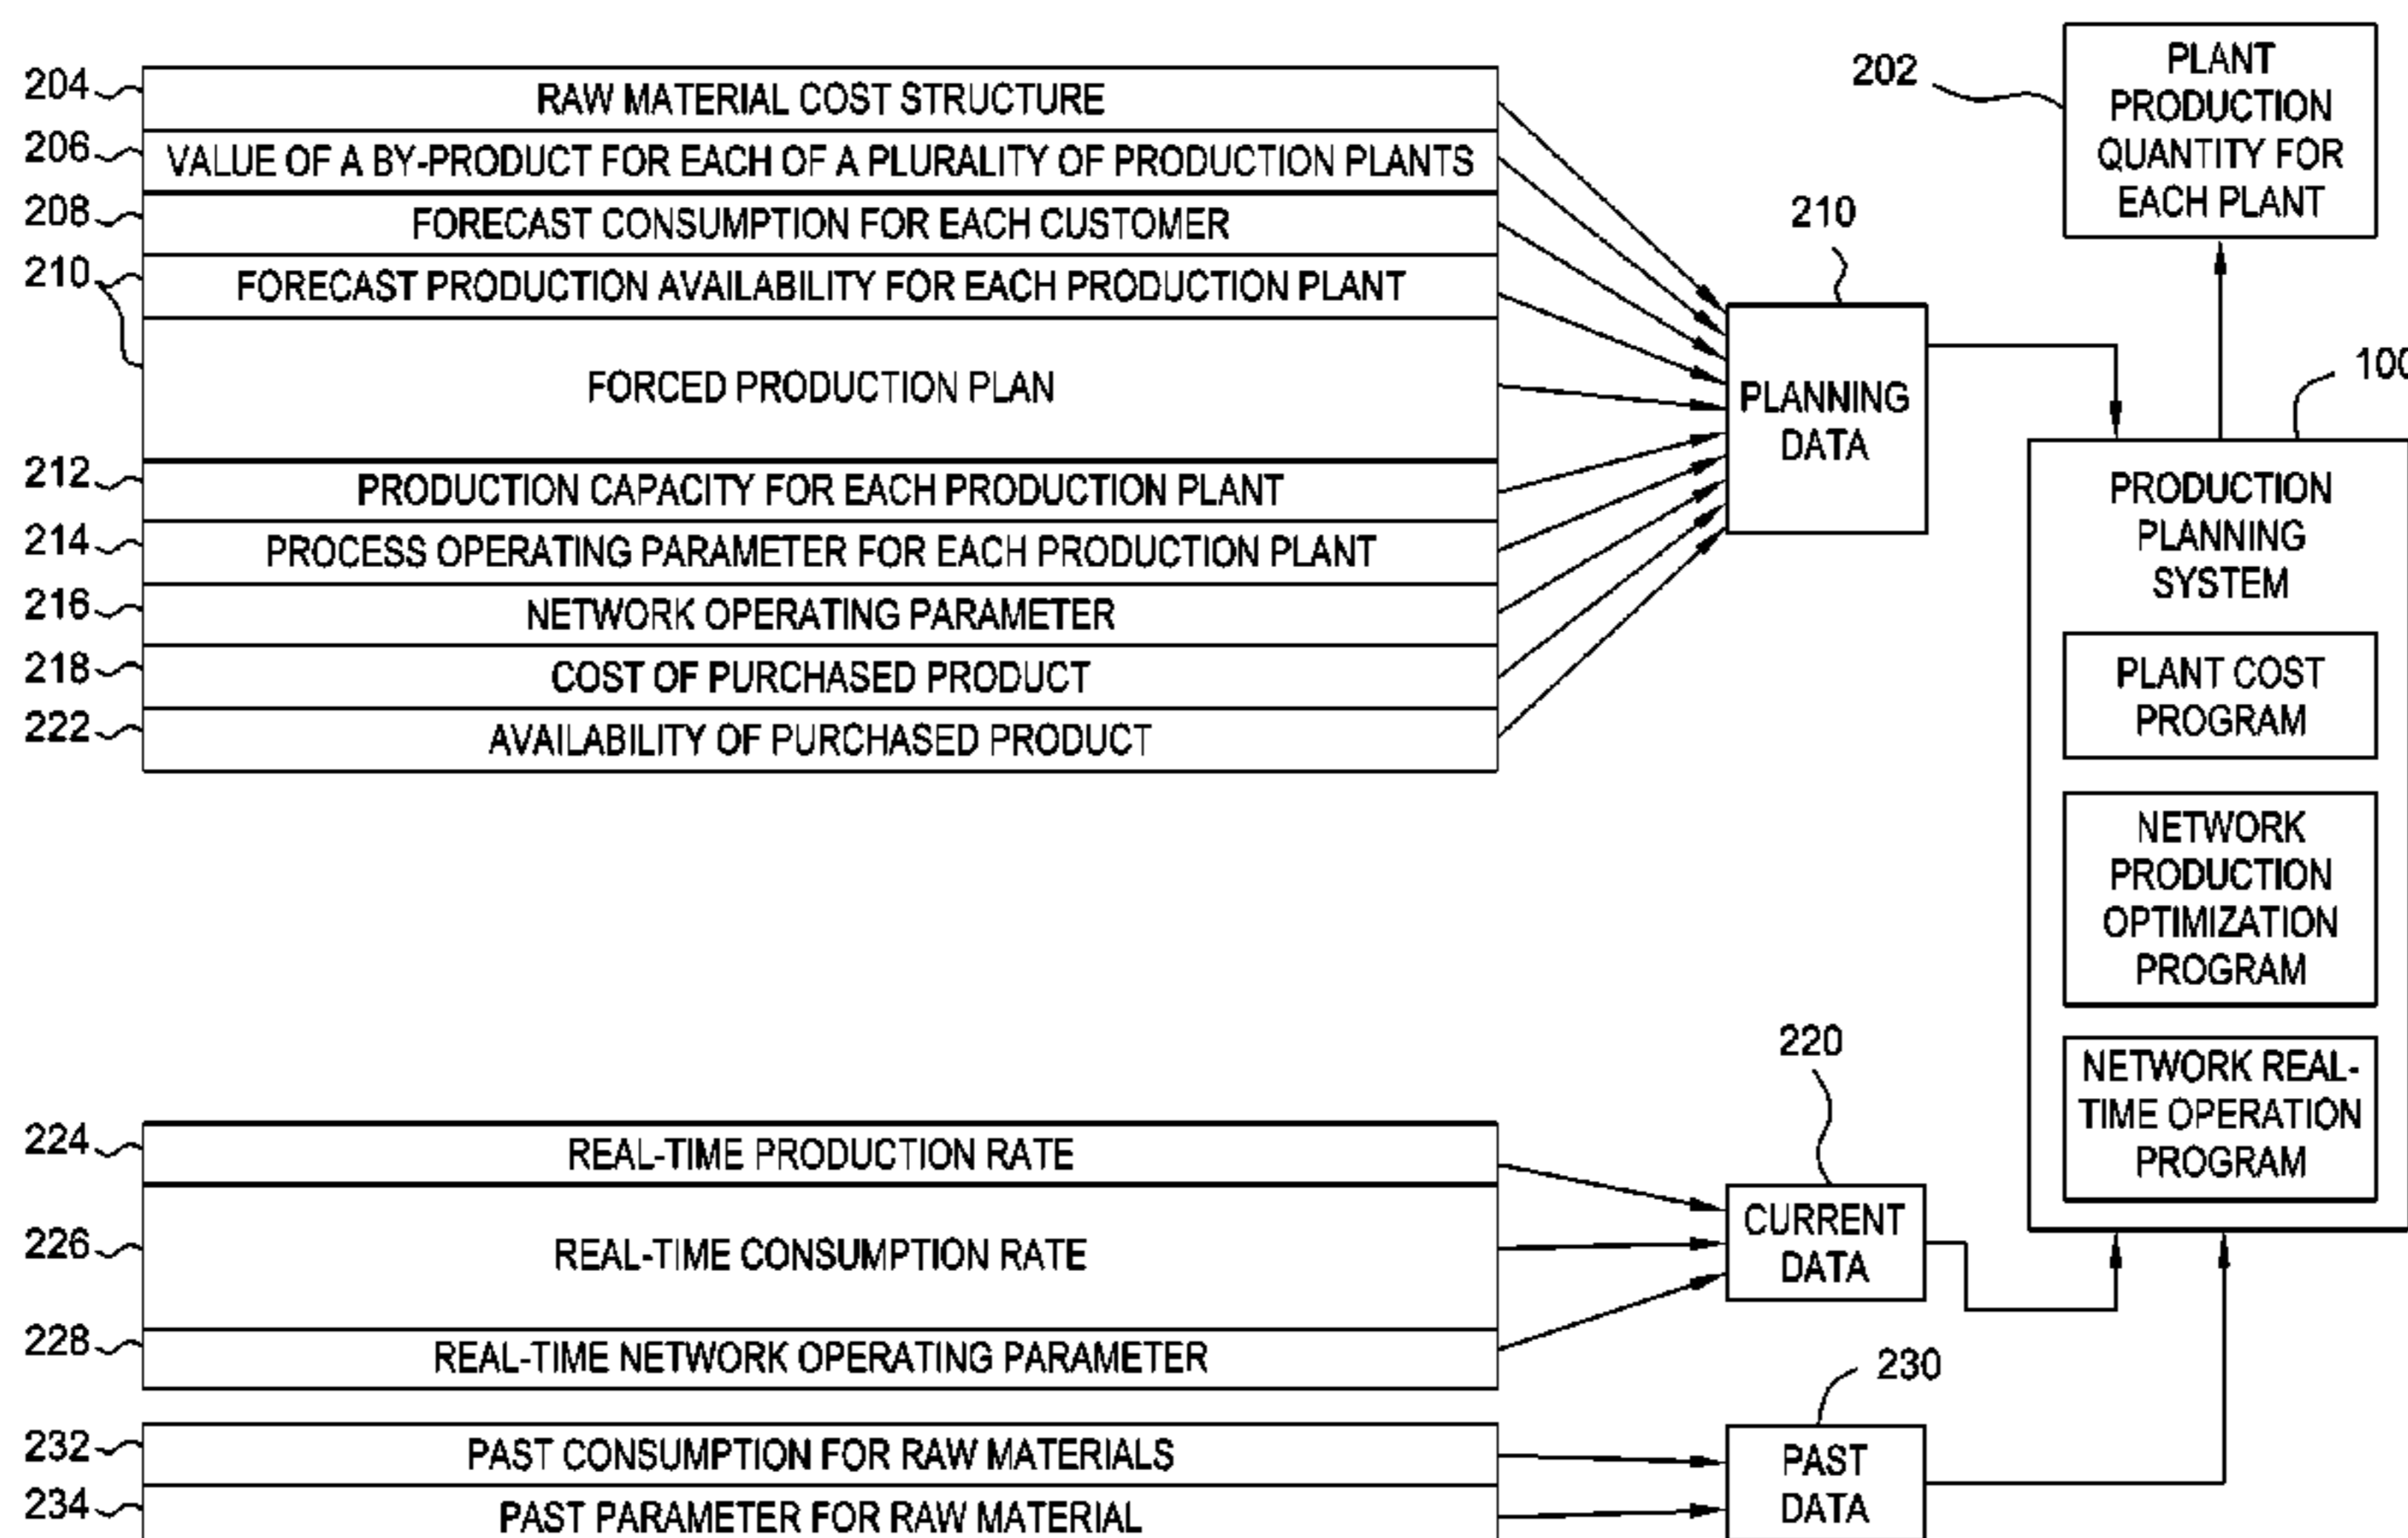 204
RAW MATERIAL COST STRUCTURE
206
VALUE OF A BY-PRODUCT FOR EACH OF A PLURALITY OF PRODUCTION PLANTS
208
FORECAST CONSUMPTION FOR EACH CUSTOMER
210
FORECAST PRODUCTION AVAILABILITY FOR EACH PRODUCTION PLANT
FORCED PRODUCTION PLAN
212
PRODUCTION CAPACITY FOR EACH PRODUCTION PLANT
214
PROCESS OPERATING PARAMETER FOR EACH PRODUCTION PLANT
216
NETWORK OPERATING PARAMETER
218
COST OF PURCHASED PRODUCT
222
AVAILABILITY OF PURCHASED PRODUCT
210
PLANNING
DATA
202
PLANT
PRODUCTION
QUANTITY FOR
EACH PLANT
100
PRODUCTION
PLANNING
SYSTEM
PLANT COST
PROGRAM
NETWORK
PRODUCTION
OPTIMIZATION
PROGRAM
NETWORK REAL-
TIME OPERATION
PROGRAM
224
REAL-TIME PRODUCTION RATE
226
REAL-TIME CONSUMPTION RATE
228
REAL-TIME NETWORK OPERATING PARAMETER
220
CURRENT
DATA
232
PAST CONSUMPTION FOR RAW MATERIALS
234
PAST PARAMETER FOR RAW MATERIAL
230
PAST
DATA